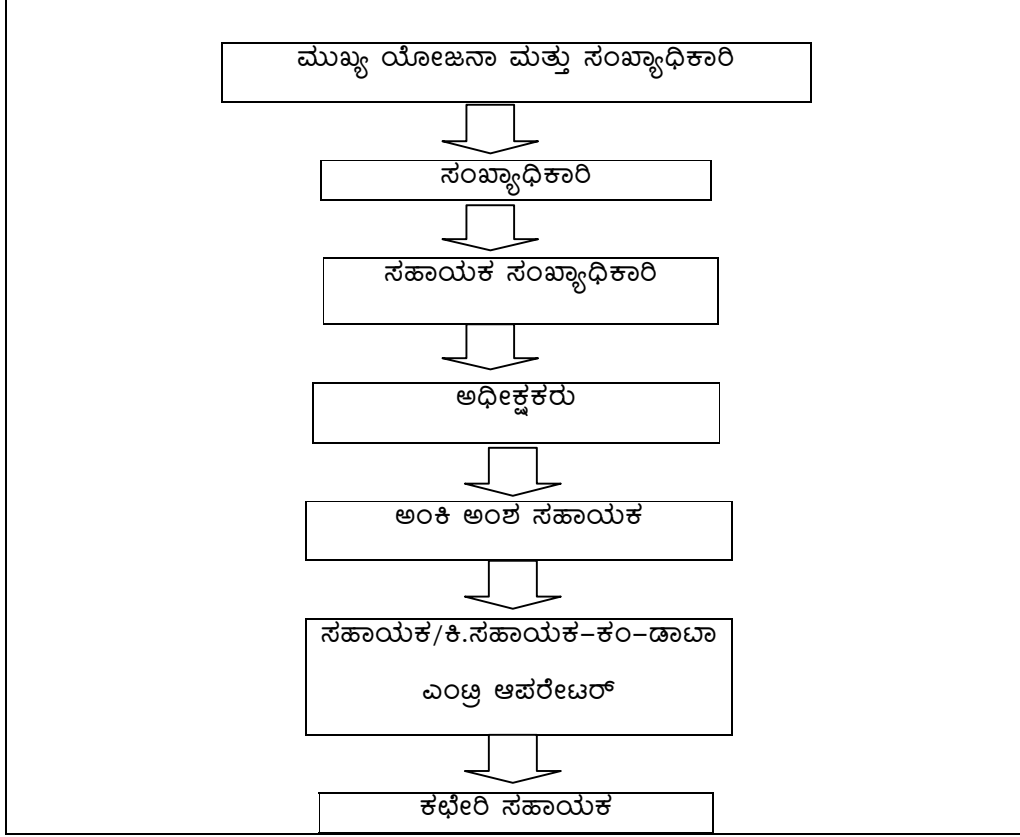 ಮುಖ್ಯ ಯೋಜನಾ ಮತ್ತು ಸಂಖ್ಯಾಧಿಕಾರಿ
ಸಂಖ್ಯಾಧಿಕಾರಿ
ಸಹಾಯಕ ಸಂಖ್ಯಾಧಿಕಾರಿ
ಅಧೀಕ್ಷಕರು
ಅಂಕಿ ಅಂಶ ಸಹಾಯಕ
ಸಹಾಯಕ/ಕಿ.ಸಹಾಯಕ–ಕಂ–ಡಾಟಾ
ಎಂಟ್ರಿ ಆಪರೇಟರ್
ಕಛೇರಿ ಸಹಾಯಕ